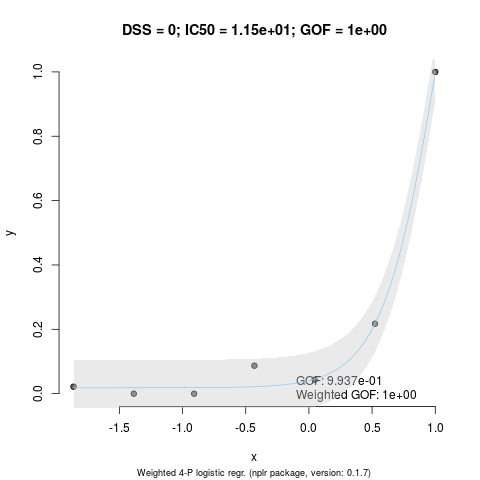 DSS = 0; IC50 = 1.15e+01; GOF = 1e+00
1.0
0.8
0.6
0.4
0.2
0.0
y
GOF: 9.937e-01
Weighted GOF: 1e+00
-1.5 -1.0 -0.5 0.0 0.5 1.0
x
Weighted 4-P logistic regr. (nplr package, version: 0.1.7)